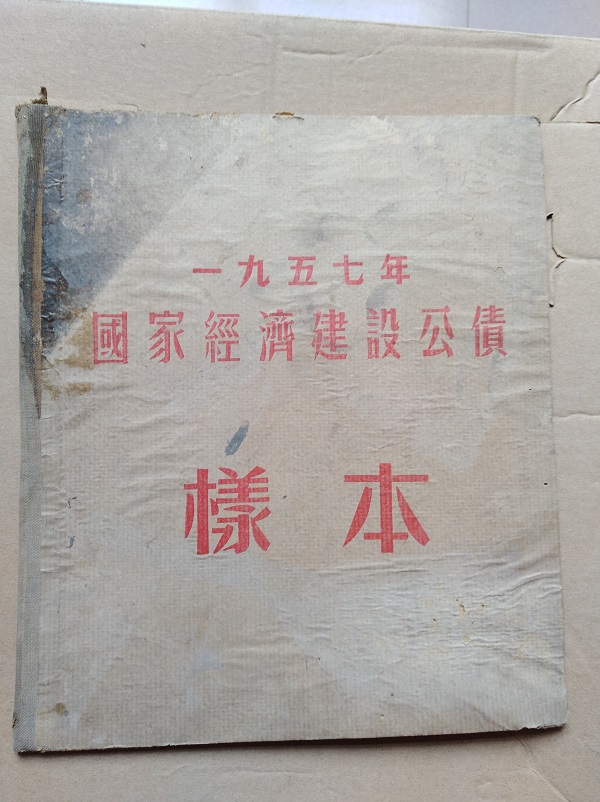 一九五七年
國家經濟建設公債
樣本